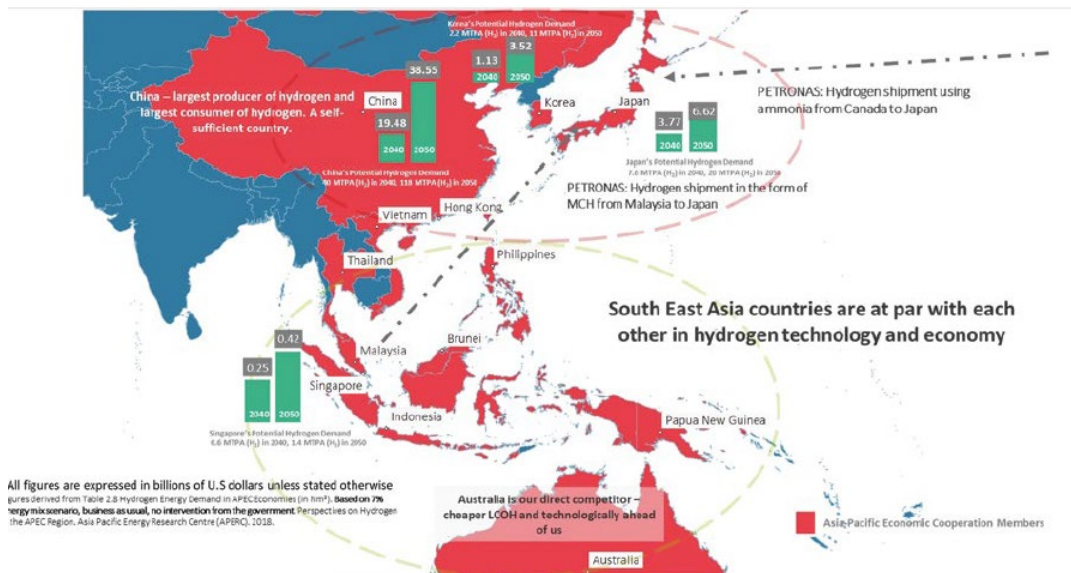 Korea's Potential Hydrogen Demand
2.2 MTPA (H₂) in 2040, 11 MTPA (H₂) in 2050
1.13
3.52
2040
2050
38.55
19.48
2040
2050
China – largest producer of hydrogen and
largest consumer of hydrogen. A self-
sufficient country.
China
China's Potential Hydrogen Demand
40 MTPA (H₂) in 2040, 118 MTPA (H₂) in 2050
Korea
Japan
3.77
6.62
2040
2050
Japan's Potential Hydrogen Demand
in 2040, 20 MTPA (H₂) in 2050
PETRONAS: Hydrogen shipment using
ammonia from Canada to Japan
PETRONAS: Hydrogen shipment in the form of
MCH from Malaysia to Japan
Hong Kong
Vietnam
Thailand
Philippines
South East Asia countries are at par with each
other in hydrogen technology and economy
Brunei
Malaysia
Singapore
Indonesia
Papua New Guinea
0.25
0.42
2040
2050
Singapore's Potential Hydrogen Demand
MTPA (H₂) in 2040, 1.4 MTPA (H₂) in 2050
All figures are expressed in billions of U.S dollars unless stated otherwise
gures derived from Table 2.8 Hydrogen Energy Demand in APEC Economies (in Nm³). Based on 7%
nergy mix scenario, business as usual, no intervention from the government. Perspectives on Hydrogen
the APEC Region. Asia Pacific Energy Research Centre (APERC). 2018.
Australia is our direct competitor –
cheaper LCOH and technologically ahead
of us
Australia
Asia-Pacific Economic Cooperation Members